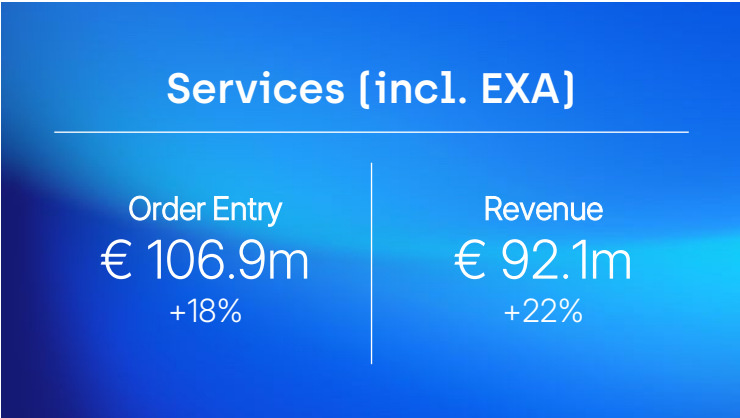 Services (incl. EXA)
Order Entry
€ 106.9m
+18%
Revenue
€ 92.1m
+22%